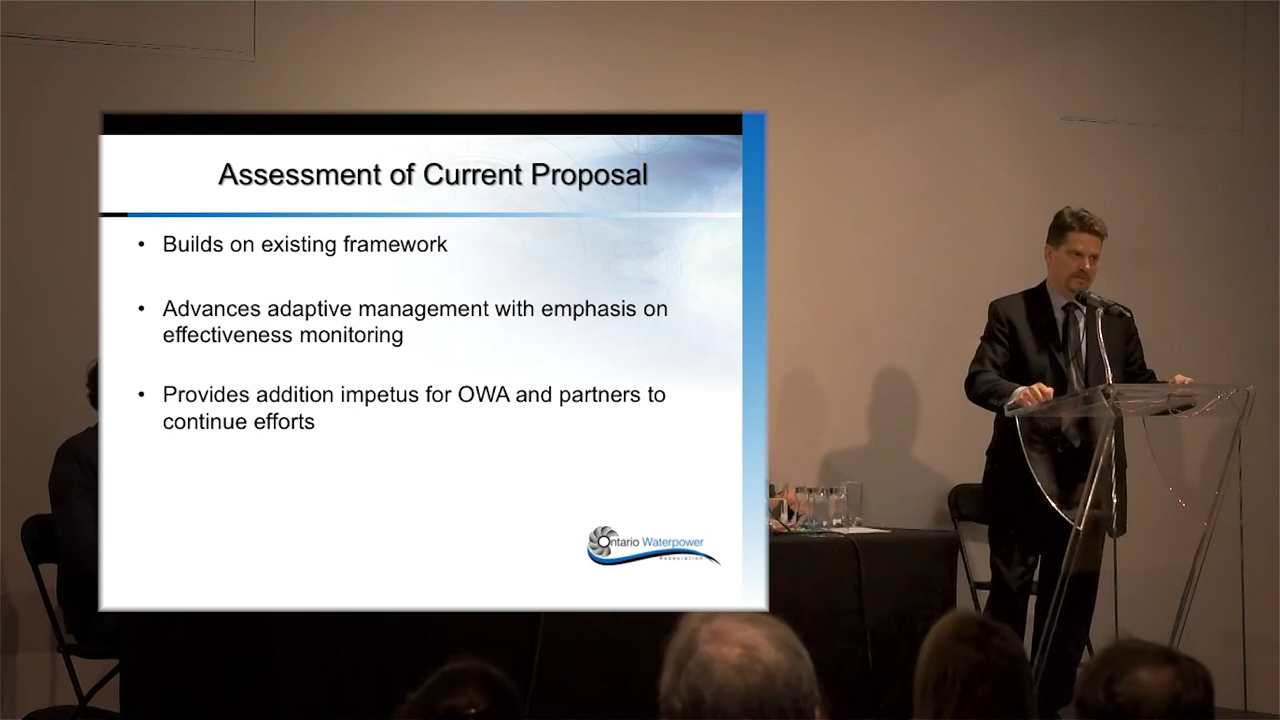 Assessment of Current Proposal
• Builds on existing framework
• Advances adaptive management with emphasis on
effectiveness monitoring
• Provides addition impetus for OWA and partners to
continue efforts
Ontario Waterpower
Association